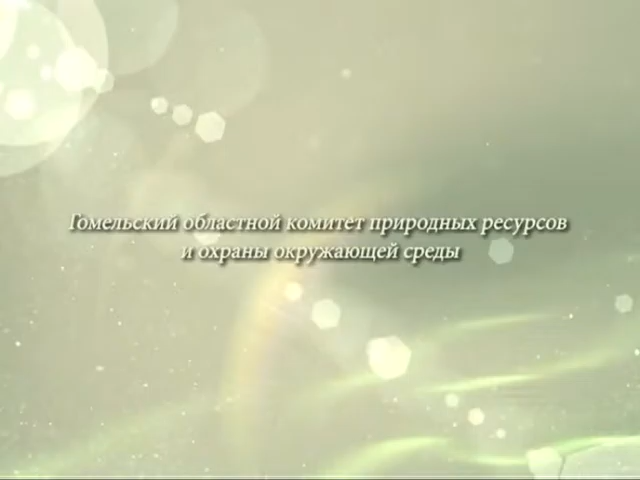 Гомельский областной комитет природных ресурсов
и охраны окружающей среды